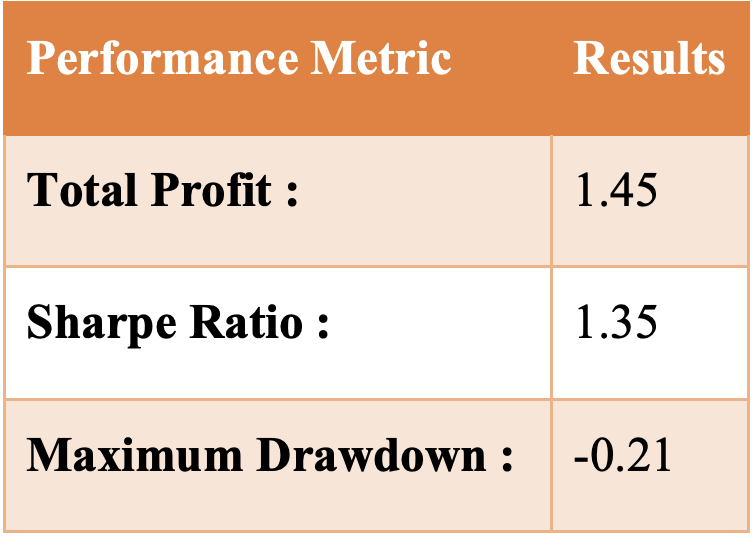 Performance Metric Results
Total Profit : 1.45
Sharpe Ratio : 1.35
Maximum Drawdown : -0.21